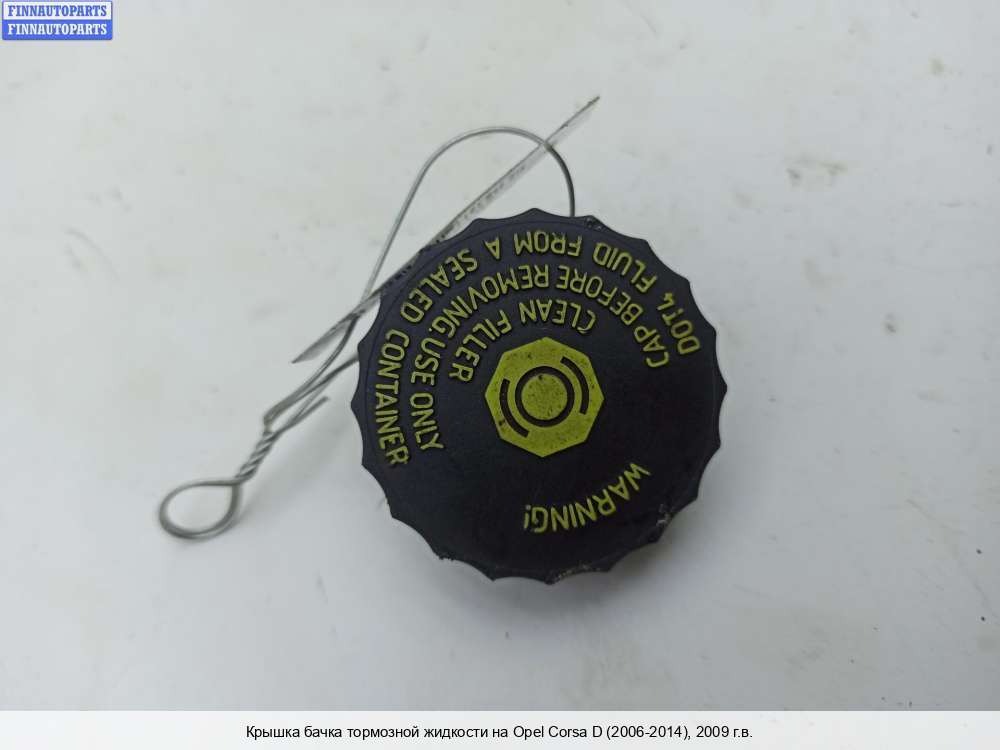 FINNAUTOPARTS
FINNAUTOPARTS
WARNING!
CLEAN FILLER
CAP BEFORE REMOVING. USE ONLY
DOT4 FLUID FROM A SEALED CONTAINER
Крышка бачка тормозной жидкости на Opel Corsa D (2006-2014), 2009 г.в.